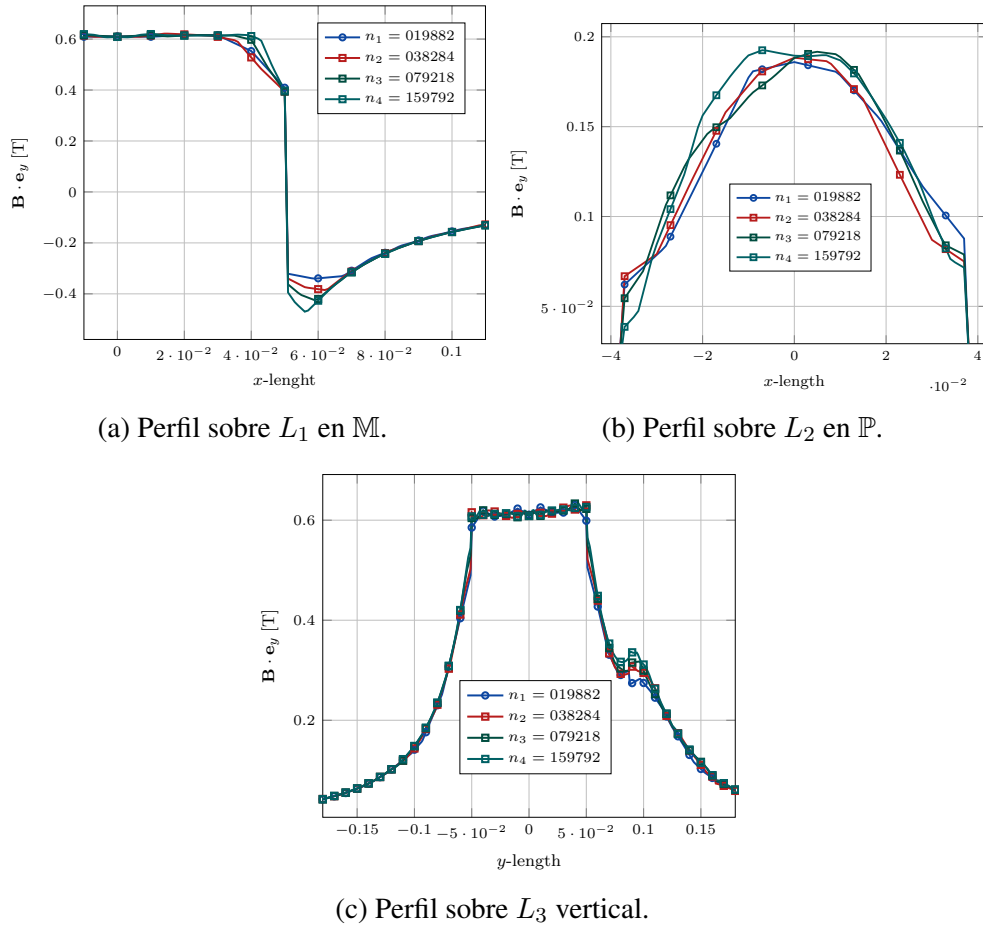 0.6
0.4
0.2
0
−0.2
−0.4
B · e_y [T]
0
2 · 10^−2
4 · 10^−2
6 · 10^−2
8 · 10^−2
0.1
x-lenght
n_1 = 019882
n_2 = 038284
n_3 = 079218
n_4 = 159792
(a) Perfil sobre L_1 en 𝕄.
0.2
0.15
0.1
5 · 10^−2
B · e_y [T]
−4
−2
0
2
4
·10^−2
x-length
n_1 = 019882
n_2 = 038284
n_3 = 079218
n_4 = 159792
(b) Perfil sobre L_2 en ℙ.
0.6
0.4
0.2
B · e_y [T]
−0.15
−0.1
−5 · 10^−2
0
5 · 10^−2
0.1
0.15
y-length
n_1 = 019882
n_2 = 038284
n_3 = 079218
n_4 = 159792
(c) Perfil sobre L_3 vertical.